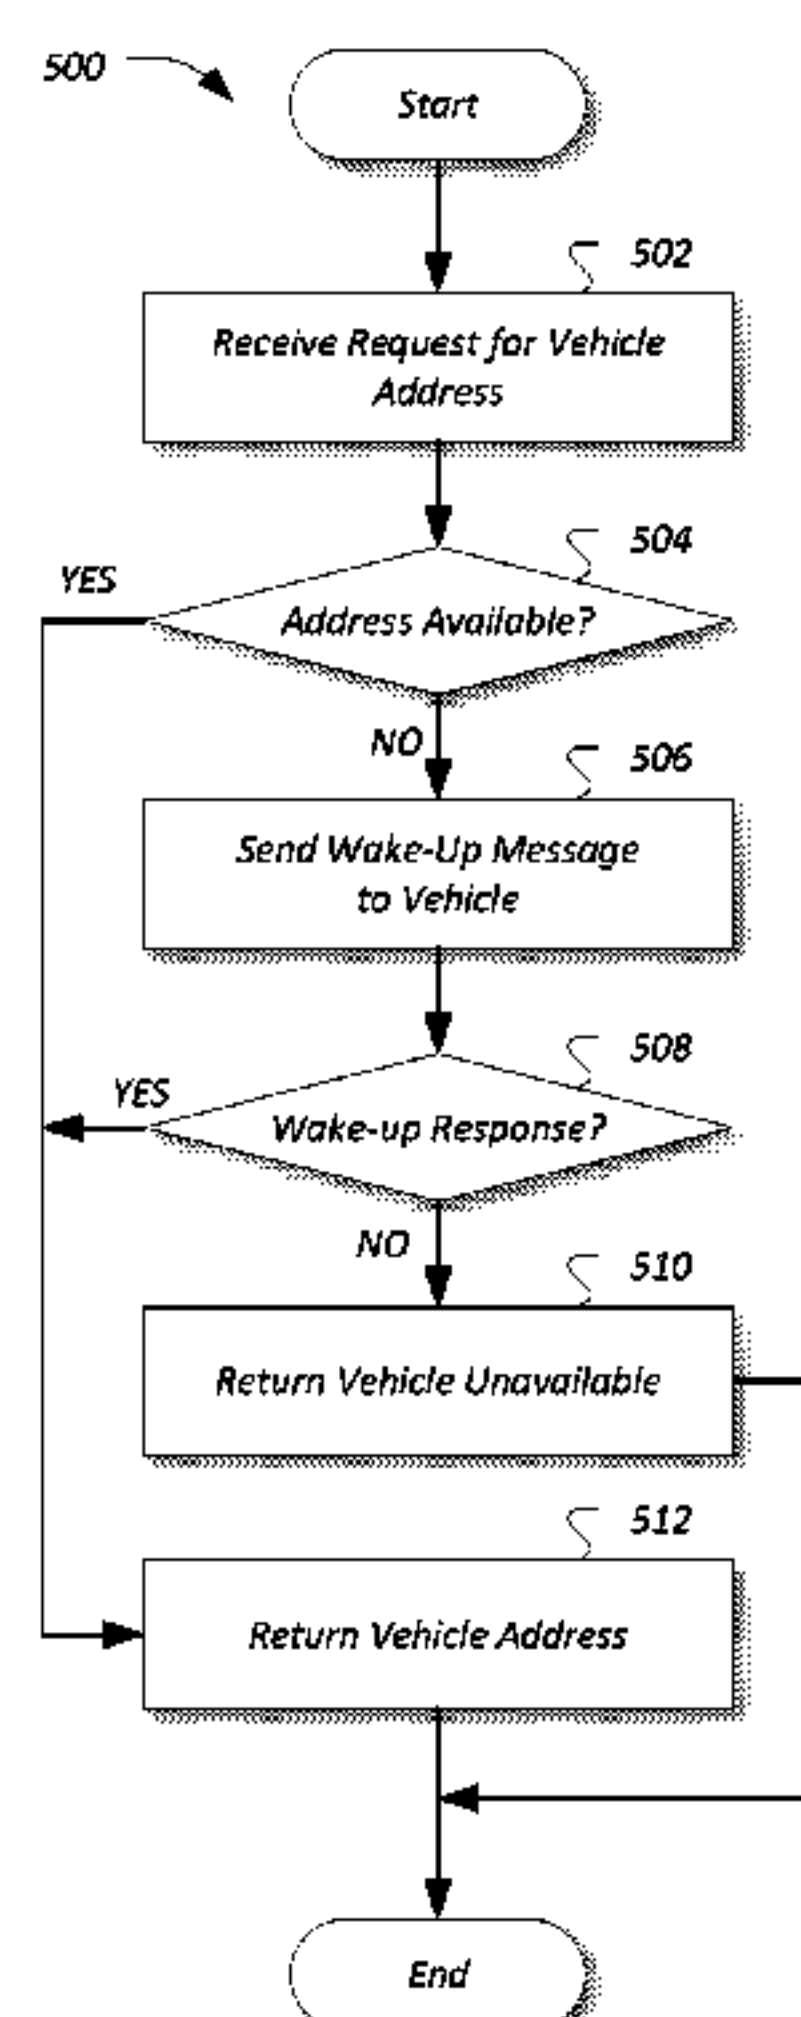 500
Start
502
Receive Request for Vehicle
Address
504
YES
Address Available?
NO
506
Send Wake-Up Message
to Vehicle
508
YES
Wake-up Response?
NO
510
Return Vehicle Unavailable
512
Return Vehicle Address
End